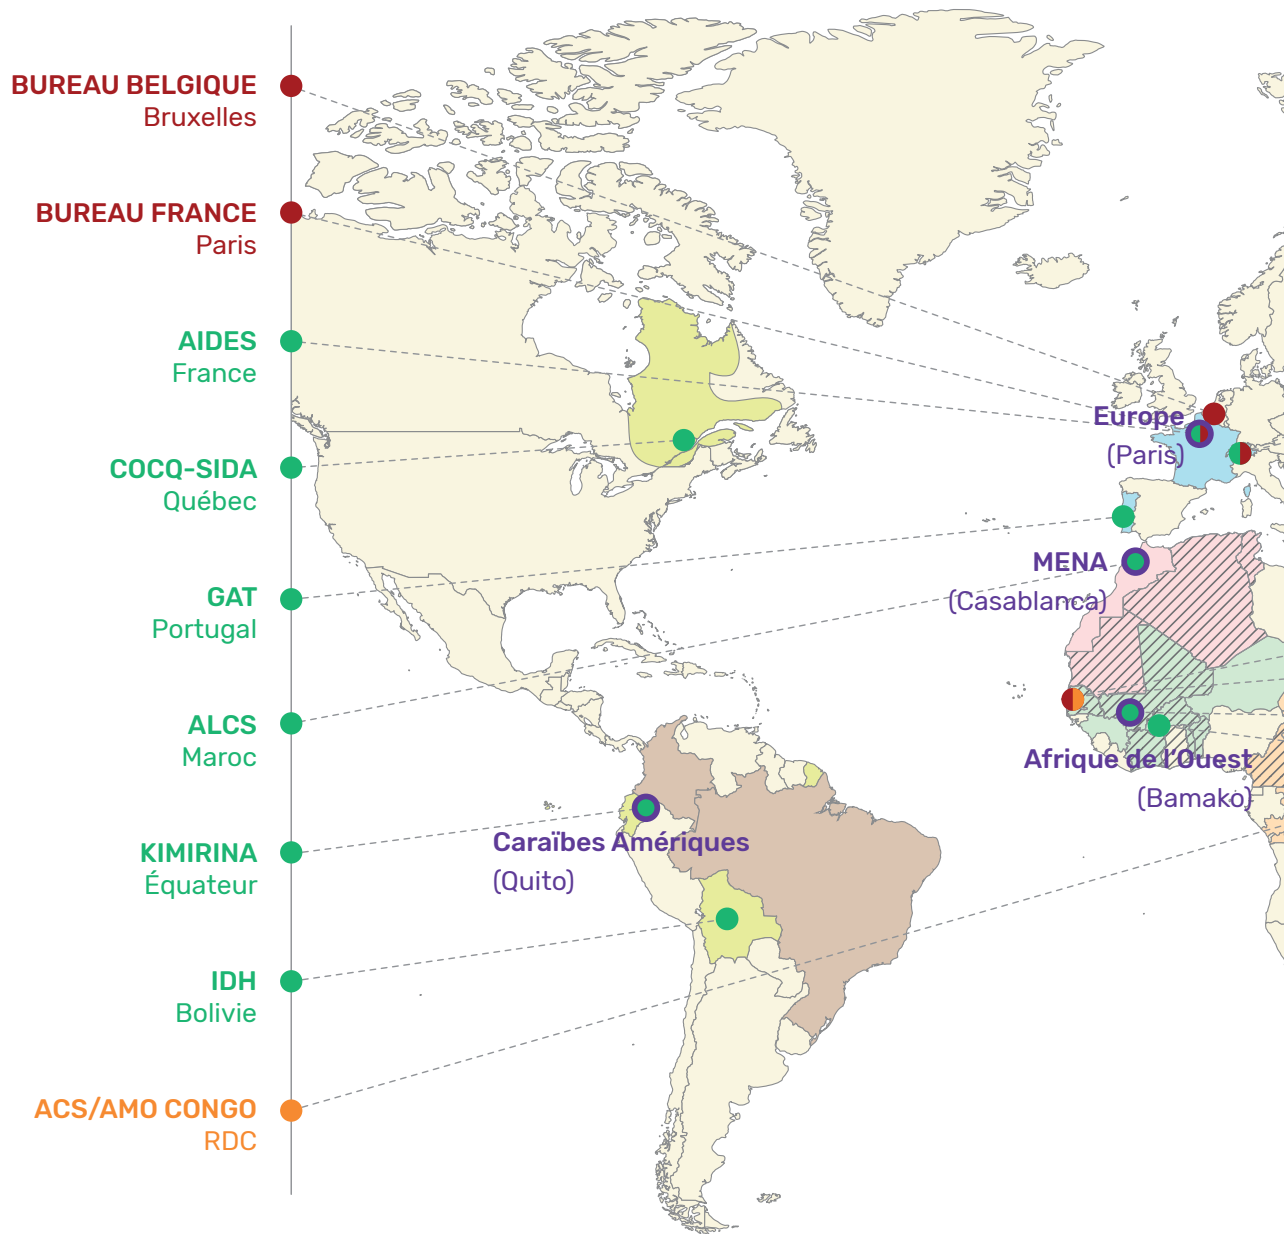 BUREAU BELGIQUE
Bruxelles
BUREAU FRANCE
Paris
AIDES
France
COCQ-SIDA
Québec
GAT
Portugal
ALCS
Maroc
KIMIRINA
Équateur
IDH
Bolivie
ACS/AMO CONGO
RDC
Europe
(Paris)
MENA
(Casablanca)
Afrique de l'Ouest
(Bamako)
Caraïbes Amériques
(Quito)